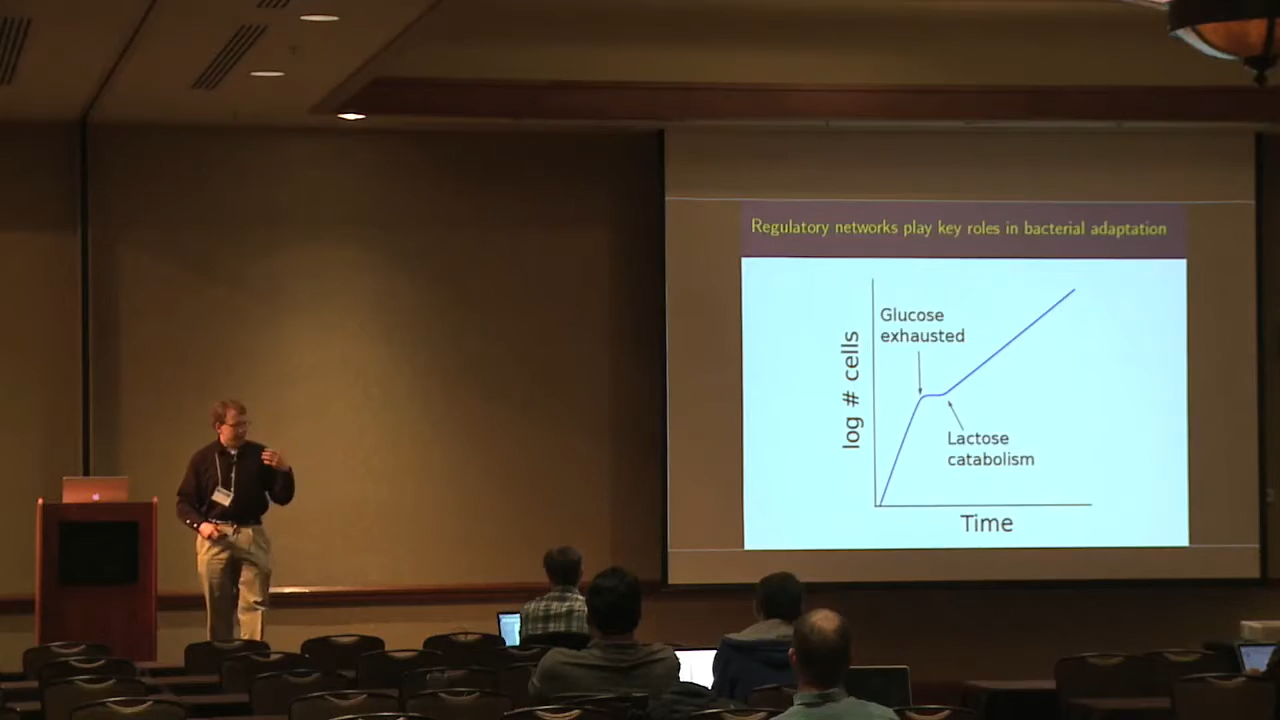 Regulatory networks play key roles in bacterial adaptation
Glucose
exhausted
log # cells
Lactose
catabolism
Time